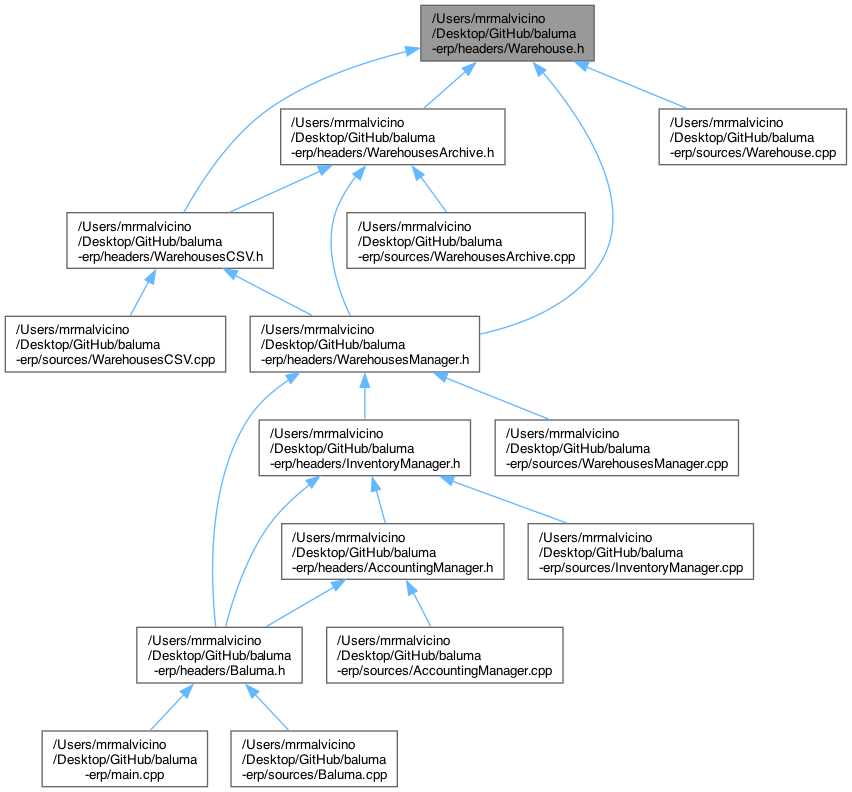 /Users/mrmalvicino
/Desktop/GitHub/baluma
-erp/headers/Warehouse.h
/Users/mrmalvicino
/Desktop/GitHub/baluma
-erp/headers/WarehousesArchive.h
/Users/mrmalvicino
/Desktop/GitHub/baluma
-erp/sources/Warehouse.cpp
/Users/mrmalvicino
/Desktop/GitHub/baluma
-erp/headers/WarehousesCSV.h
/Users/mrmalvicino
/Desktop/GitHub/baluma
-erp/sources/WarehousesArchive.cpp
/Users/mrmalvicino
/Desktop/GitHub/baluma
-erp/sources/WarehousesCSV.cpp
/Users/mrmalvicino
/Desktop/GitHub/baluma
-erp/headers/WarehousesManager.h
/Users/mrmalvicino
/Desktop/GitHub/baluma
-erp/headers/InventoryManager.h
/Users/mrmalvicino
/Desktop/GitHub/baluma
-erp/sources/WarehousesManager.cpp
/Users/mrmalvicino
/Desktop/GitHub/baluma
-erp/headers/AccountingManager.h
/Users/mrmalvicino
/Desktop/GitHub/baluma
-erp/sources/InventoryManager.cpp
/Users/mrmalvicino
/Desktop/GitHub/baluma
-erp/headers/Baluma.h
/Users/mrmalvicino
/Desktop/GitHub/baluma
-erp/sources/AccountingManager.cpp
/Users/mrmalvicino
/Desktop/GitHub/baluma
-erp/main.cpp
/Users/mrmalvicino
/Desktop/GitHub/baluma
-erp/sources/Baluma.cpp